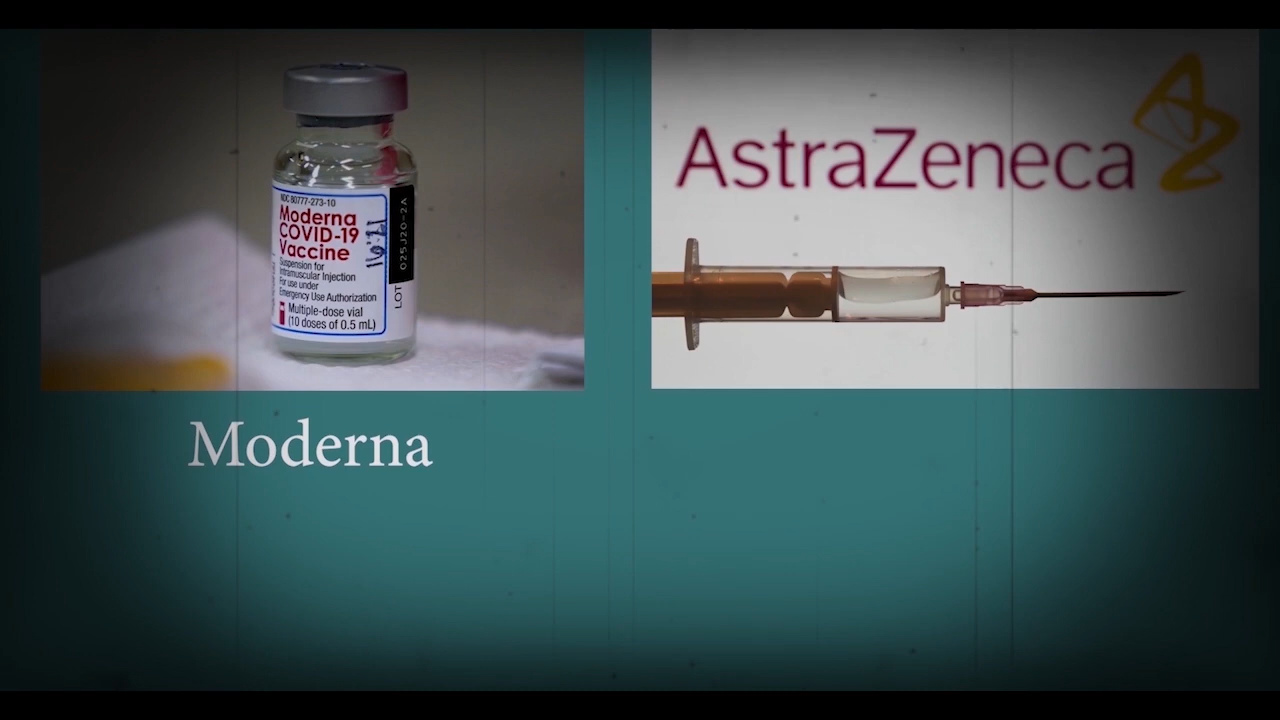 NDC 80777-273-10
Moderna
COVID-19
Vaccine
Suspension for
Intramuscular Injection
For use under
Emergency Use Authorization
Multiple-dose vial
(10 doses of 0.5 mL)
LOT
025J20-2A
AstraZeneca
Moderna